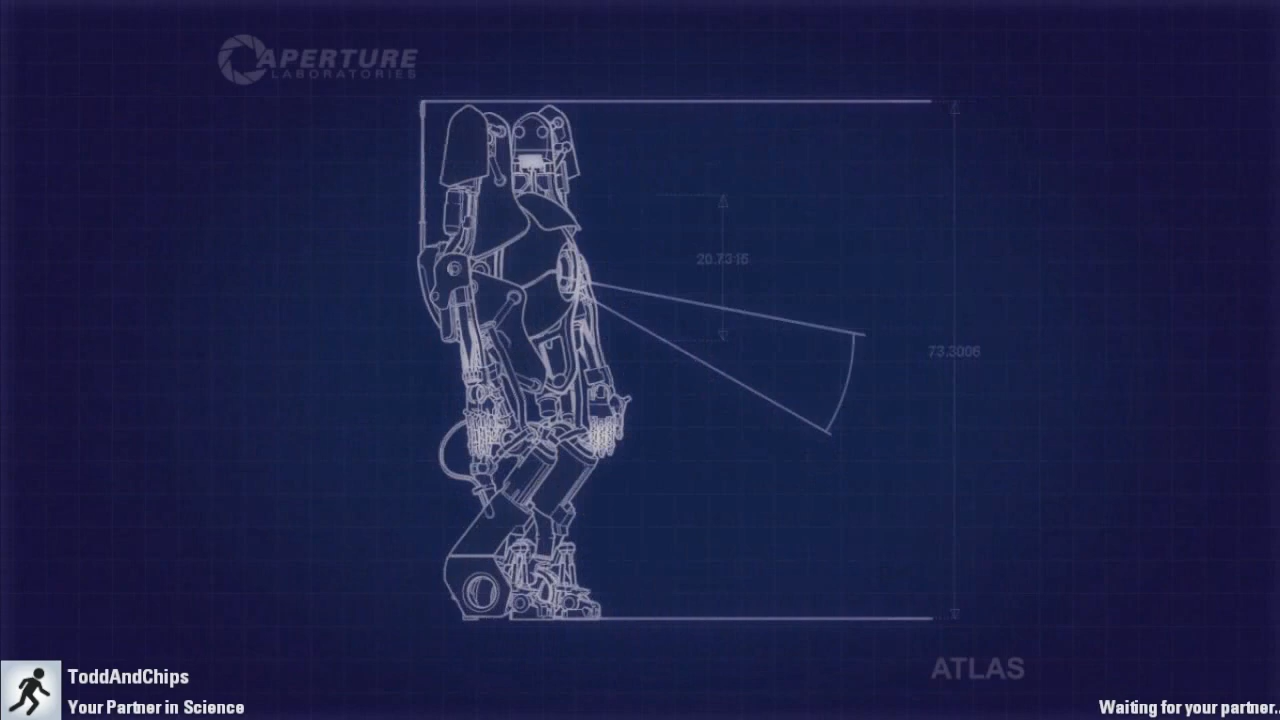 APERTURE
LABORATORIES
20.7315
73.3006
ATLAS
ToddAndChips
Your Partner in Science
Waiting for your partner..